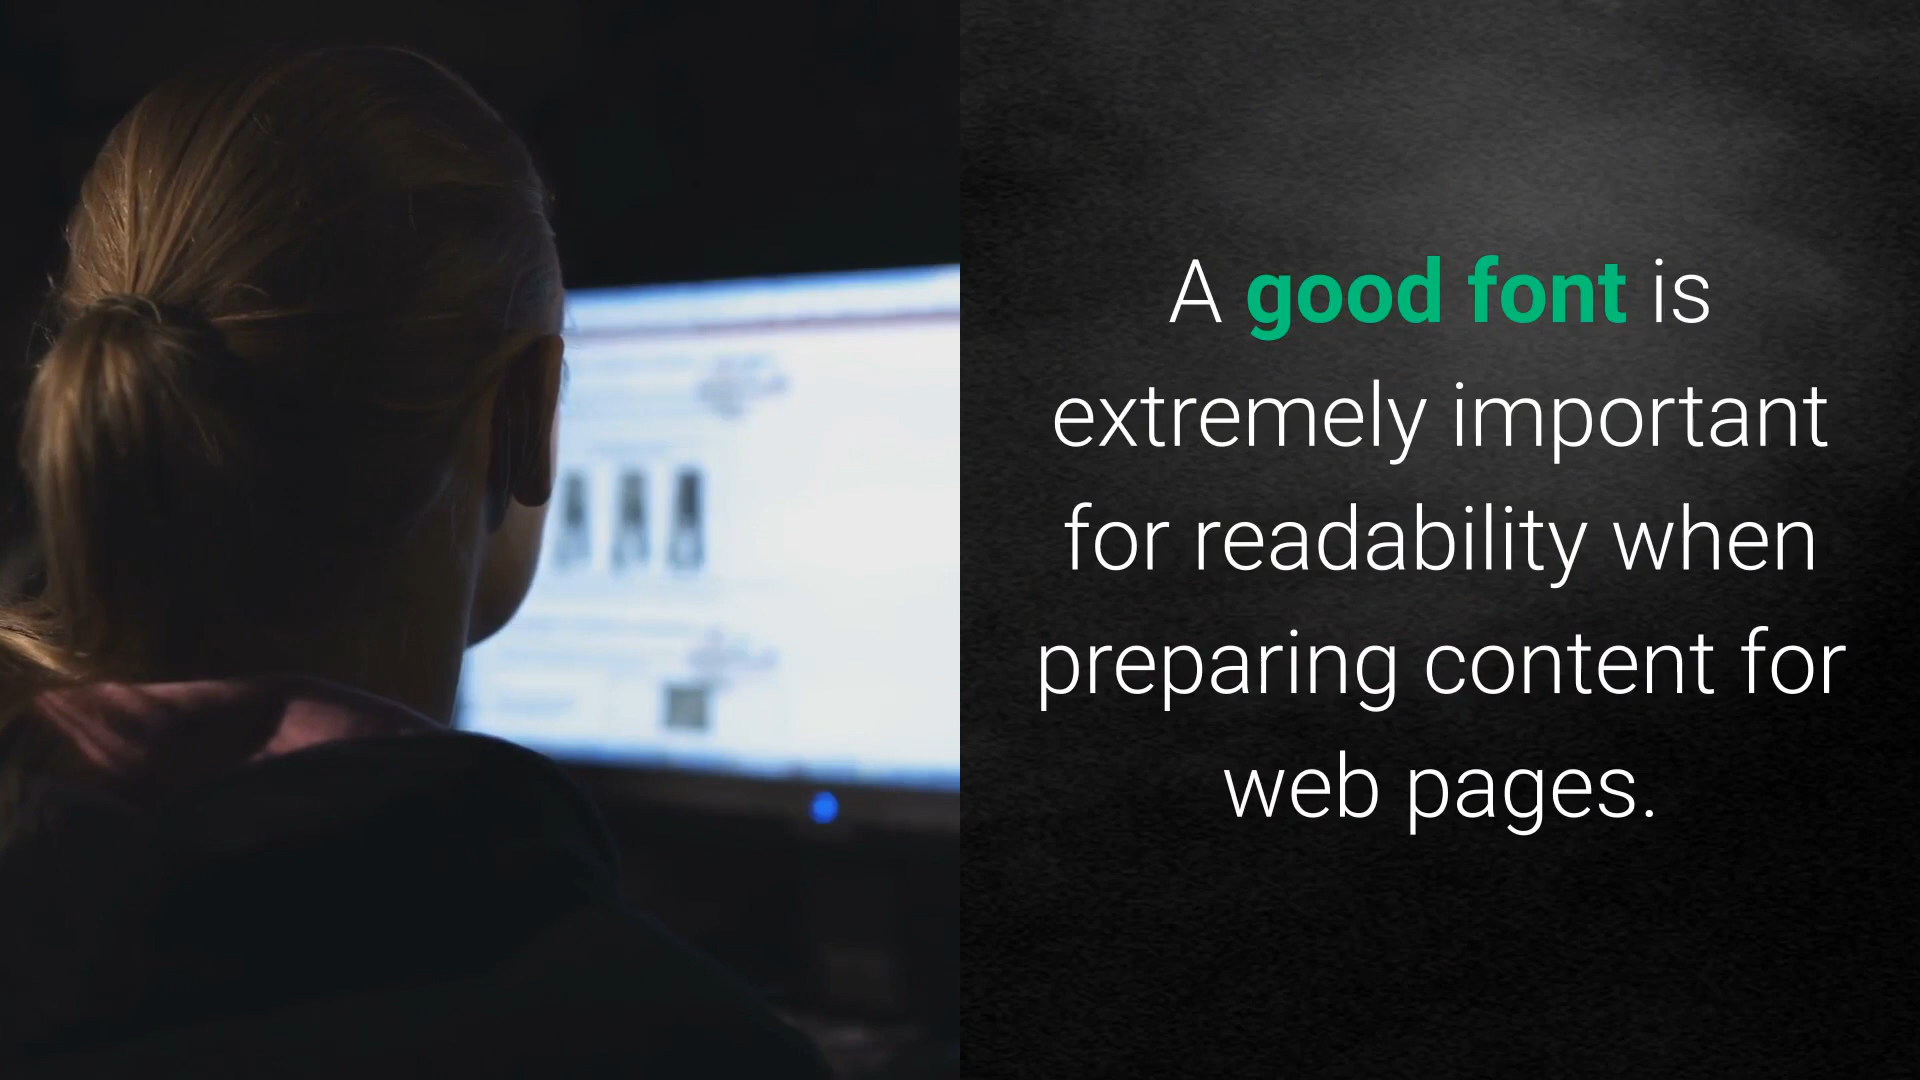 A good font is
extremely important
for readability when
preparing content for
web pages.